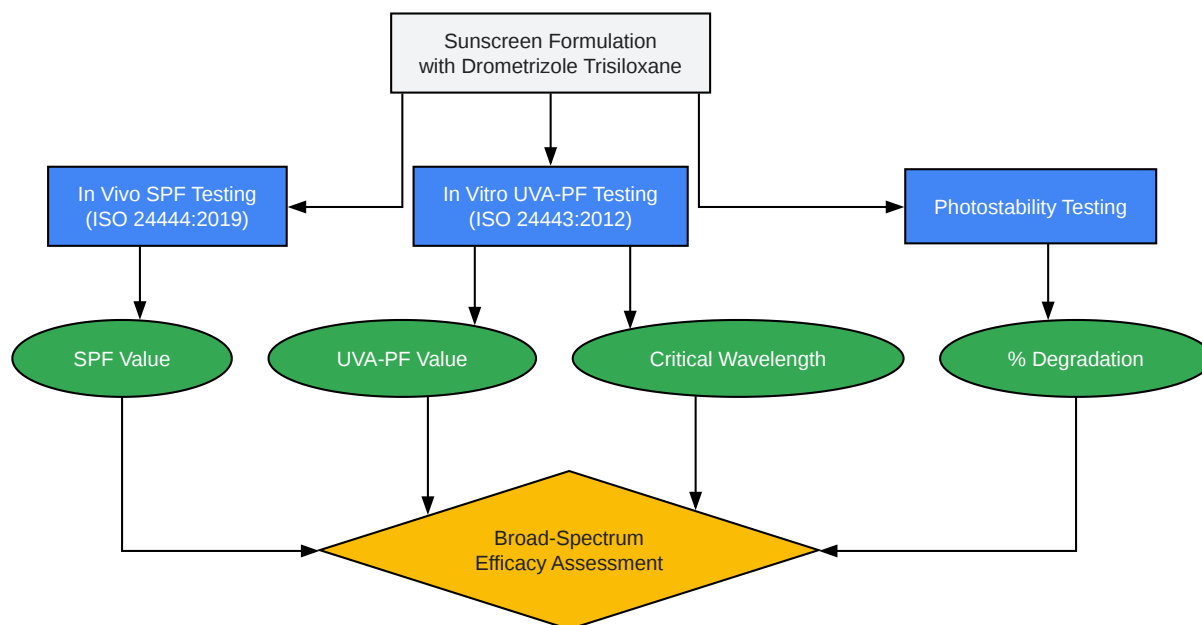 Sunscreen Formulation
with Drometrizole Trisiloxane
In Vivo SPF Testing
(ISO 24444:2019)
In Vitro UVA-PF Testing
(ISO 24443:2012)
Photostability Testing
SPF Value
UVA-PF Value
Critical Wavelength
% Degradation
Broad-Spectrum
Efficacy Assessment